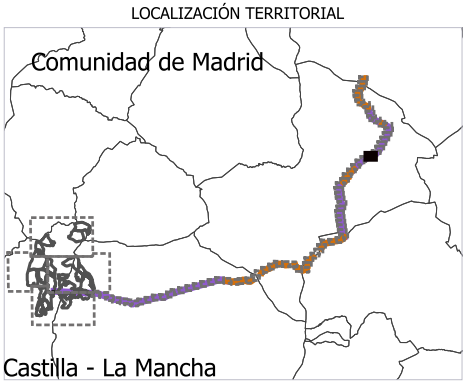 LOCALIZACIÓN TERRITORIAL
Comunidad de Madrid
Castilla - La Mancha